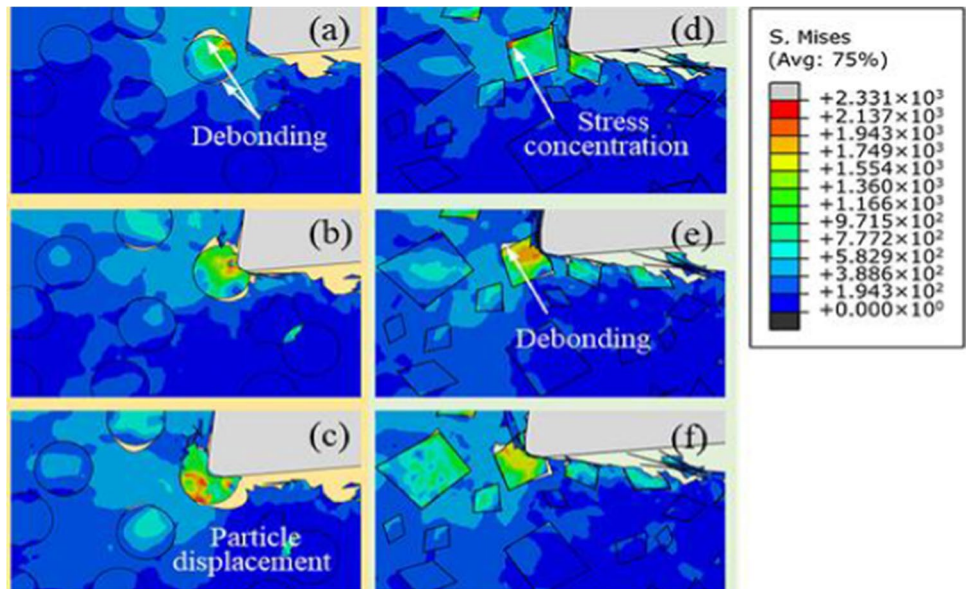 (a)
Debonding
(b)
(c)
Particle
displacement
(d)
Stress
concentration
(e)
Debonding
(f)
S, Mises
(Avg: 75%)
+2.331×10³
+2.137×10³
+1.943×10³
+1.749×10³
+1.554×10³
+1.360×10³
+1.166×10³
+9.715×10²
+7.772×10²
+5.829×10²
+3.886×10²
+1.943×10²
+0.000×10⁰